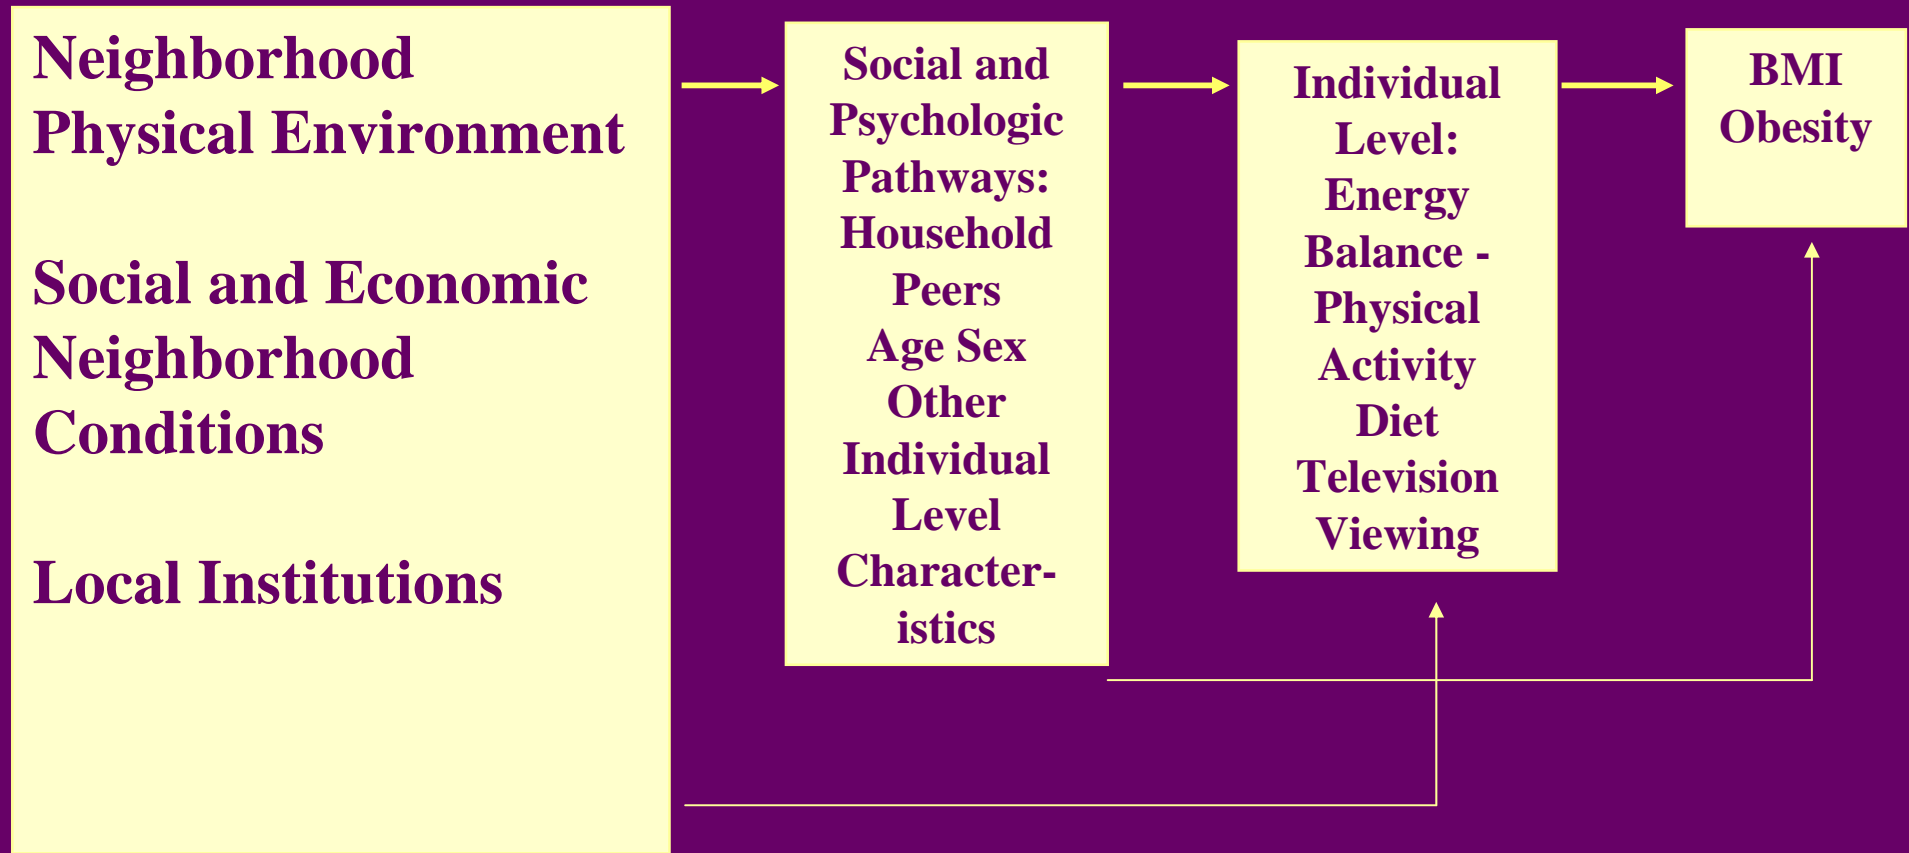 Neighborhood
Physical Environment
Social and Economic
Neighborhood
Conditions
Local Institutions
Social and
Psychologic
Pathways:
Household
Peers
Age Sex
Other
Individual
Level
Character-
istics
Individual
Level:
Energy
Balance -
Physical
Activity
Diet
Television
Viewing
BMI
Obesity